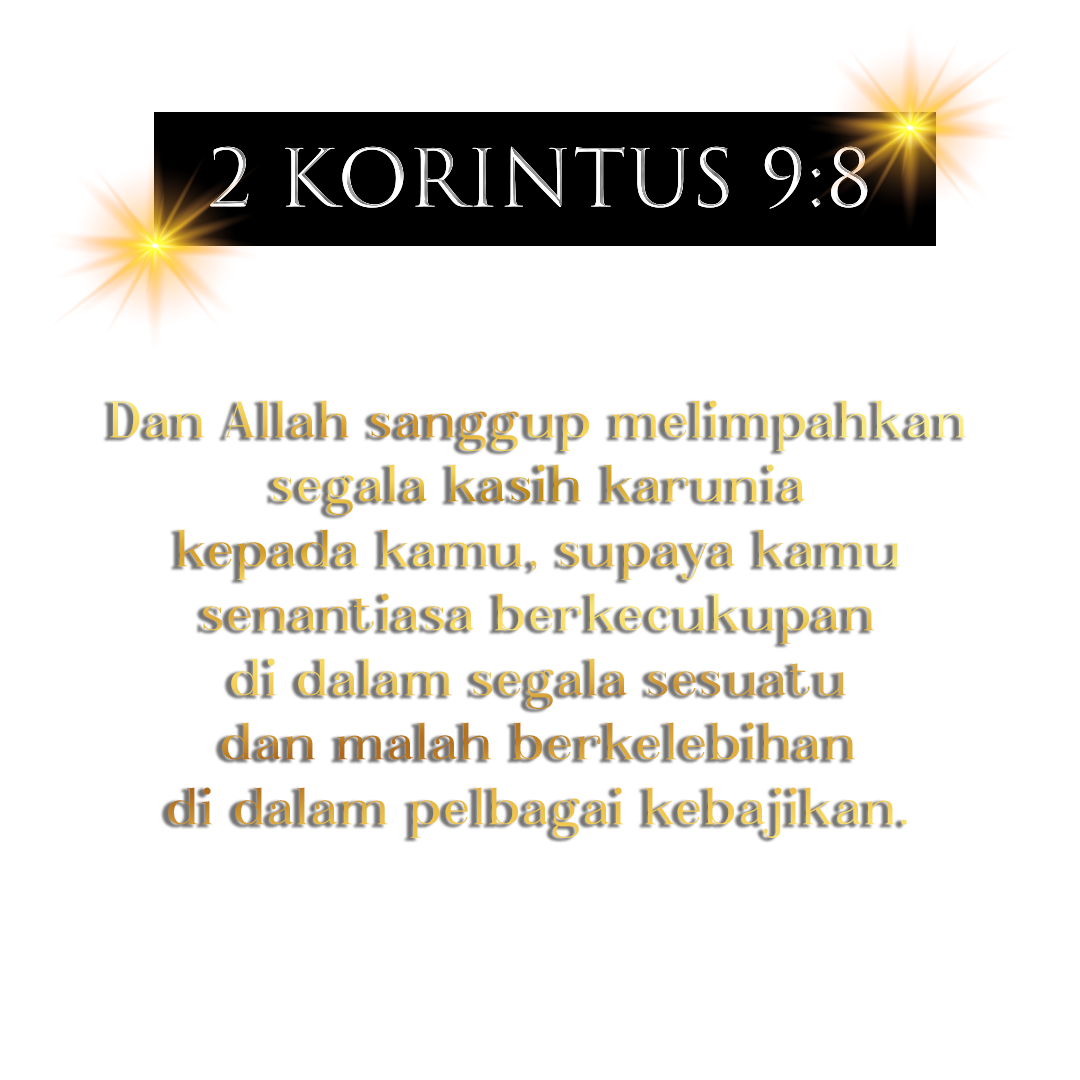 2 KORINTUS 9:8
Dan Allah sanggup melimpahkan
segala kasih karunia
kepada kamu, supaya kamu
senantiasa berkecukupan
di dalam segala sesuatu
dan malah berkelebihan
di dalam pelbagai kebajikan.